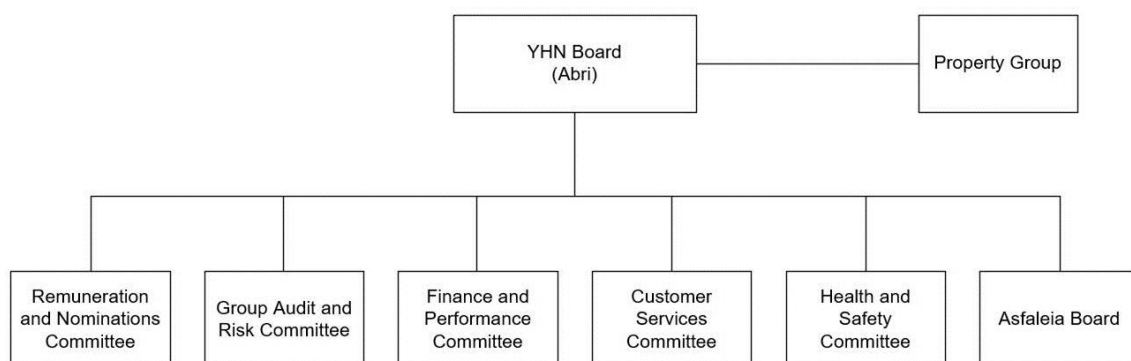 YHN Board
(Abri)
Property Group
Remuneration
and Nominations
Committee
Group Audit and
Risk Committee
Finance and
Performance
Committee
Customer
Services
Committee
Health and
Safety
Committee
Asfaleia Board